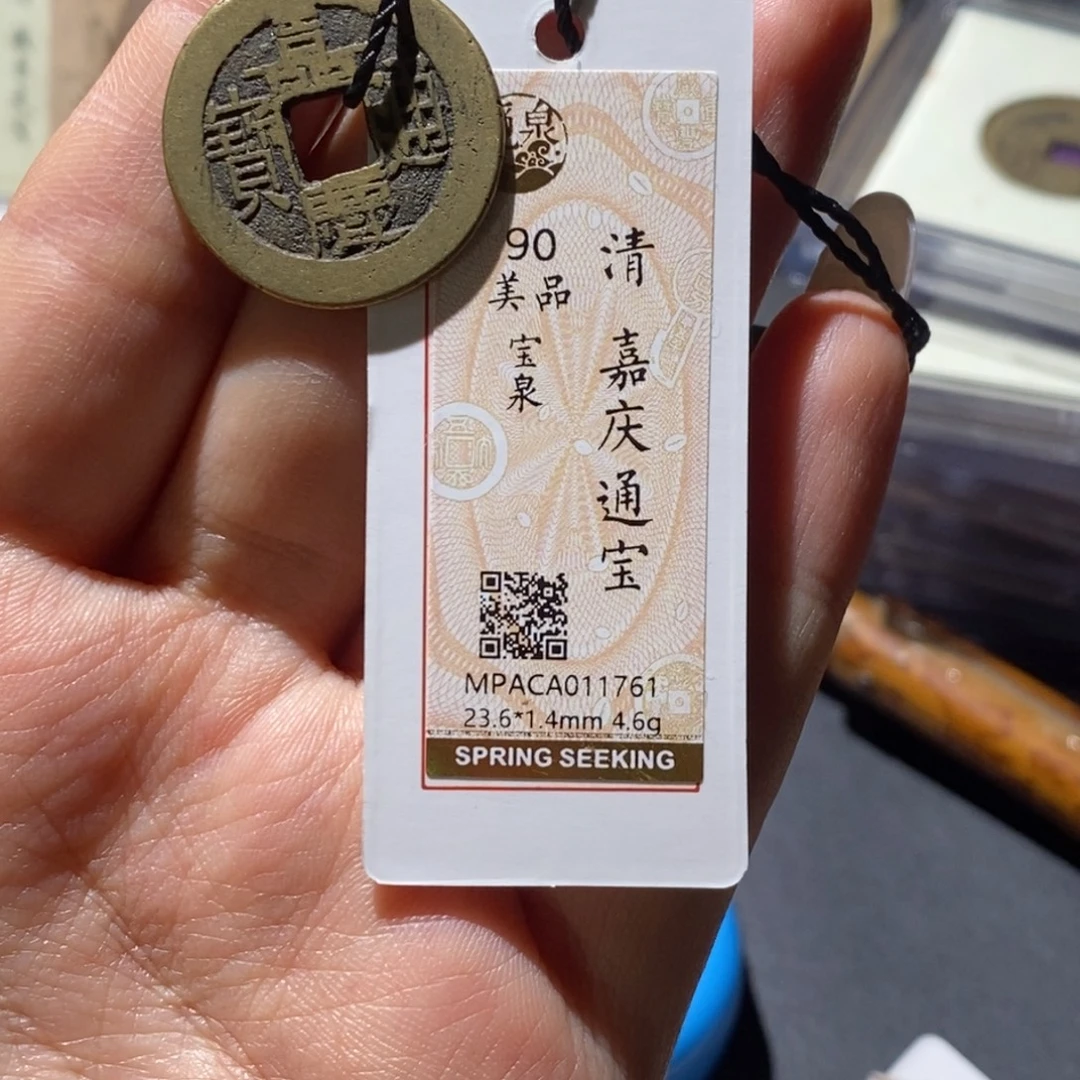 嘉慶通寶
泉
90
美品
宝泉
清 嘉庆通宝
MPACA011761
23.6*1.4mm 4.6g
SPRING SEEKING